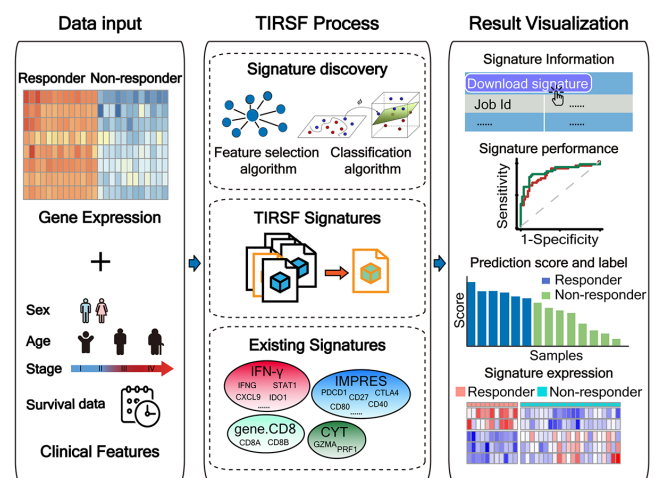 Data input
Responder Non-responder
Gene Expression
+
Sex
Age
Stage
I II III IV
Survival data
Clinical Features
TIRSF Process
Signature discovery
ϕ
Feature selection
algorithm
Classification
algorithm
TIRSF Signatures
Existing Signatures
IFN-γ
IFNG STAT1
CXCL9 IDO1
......
IMPRES
PDCD1 CD27 CTLA4
CD80 CD40
......
gene.CD8
CD8A CD8B
CYT
GZMA PRF1
Result Visualization
Signature Information
Download signature
Job Id ......
...... ......
Signature performance
Sensitivity
1-Specificity
Prediction score and label
Responder
Non-responder
Score
Samples
Signature expression
Responder Non-responder